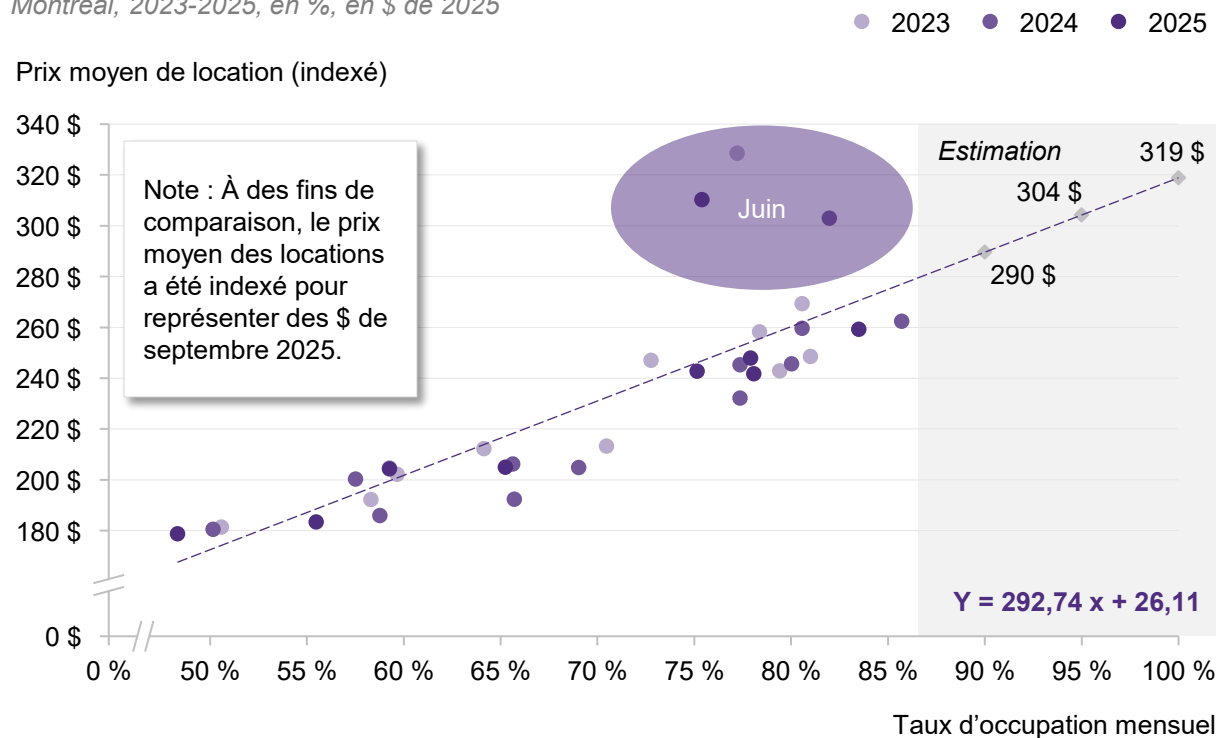 Montréal, 2023-2025, en %, en $ de 2025
2023 2024 2025
Prix moyen de location (indexé)
340 $
320 $
300 $
280 $
260 $
240 $
220 $
200 $
180 $
0 $
Note : À des fins de
comparaison, le prix
moyen des locations
a été indexé pour
représenter des $ de
septembre 2025.
Juin
Estimation
319 $
304 $
290 $
Y = 292,74 x + 26,11
0 % 50 % 55 % 60 % 65 % 70 % 75 % 80 % 85 % 90 % 95 % 100 %
Taux d’occupation mensuel